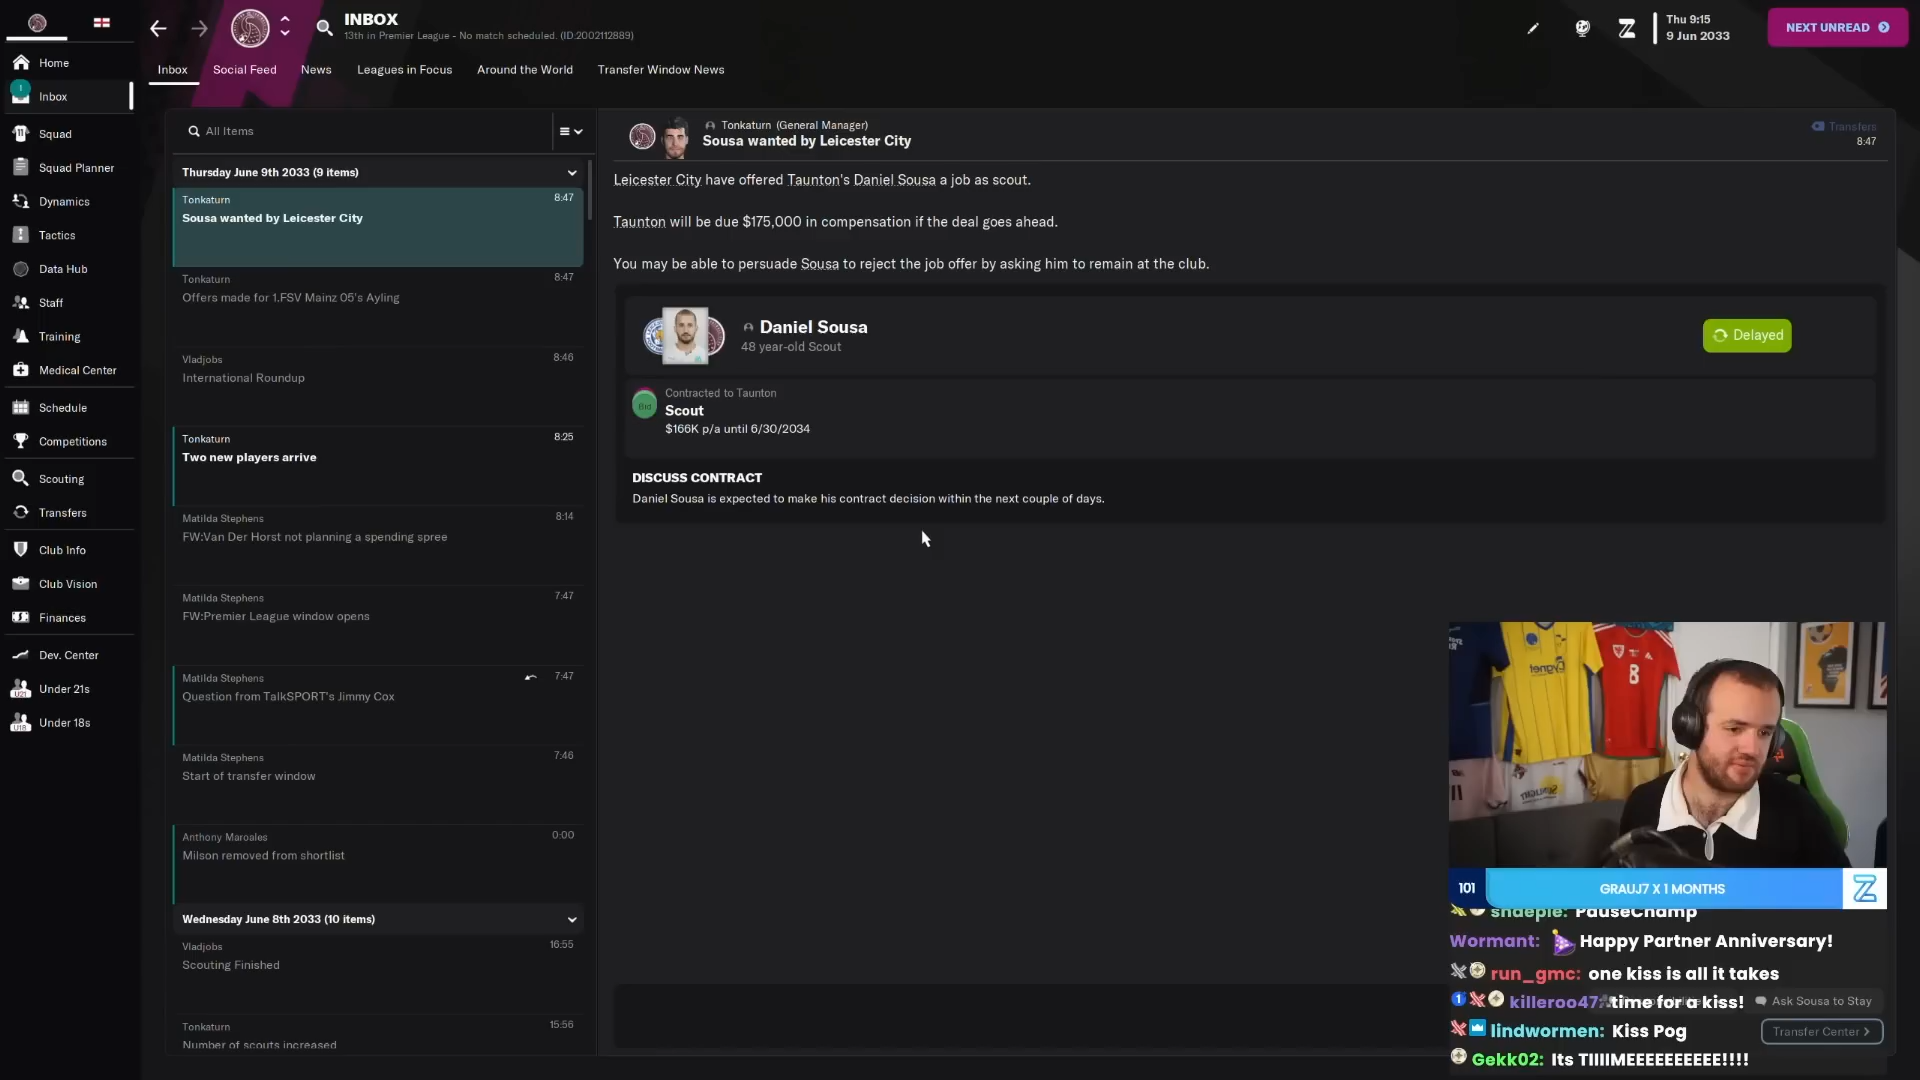 INBOX
13th in Premier League - No match scheduled. (ID:2002112889)
Thu 9:15
9 Jun 2033
NEXT UNREAD
Inbox
Social Feed
News
Leagues in Focus
Around the World
Transfer Window News
Home
Inbox
Squad
Squad Planner
Dynamics
Tactics
Data Hub
Staff
Training
Medical Center
Schedule
Competitions
Scouting
Transfers
Club Info
Club Vision
Finances
Dev. Center
Under 21s
Under 18s
All Items
Thursday June 9th 2033 (9 items)
Tonkaturn 8:47
Sousa wanted by Leicester City
Tonkaturn 8:47
Offers made for 1.FSV Mainz 05's Ayling
Vladjobs 8:46
International Roundup
Tonkaturn 8:25
Two new players arrive
Matilda Stephens 8:14
FW:Van Der Horst not planning a spending spree
Matilda Stephens 7:47
FW:Premier League window opens
Matilda Stephens 7:47
Question from TalkSPORT's Jimmy Cox
Matilda Stephens 7:46
Start of transfer window
Anthony Maroales 0:00
Milson removed from shortlist
Wednesday June 8th 2033 (10 items)
Vladjobs 16:55
Scouting Finished
Tonkaturn 15:56
Number of scouts increased
Tonkaturn (General Manager)
Sousa wanted by Leicester City
Transfers
8:47
Leicester City have offered Taunton's Daniel Sousa a job as scout.
Taunton will be due $175,000 in compensation if the deal goes ahead.
You may be able to persuade Sousa to reject the job offer by asking him to remain at the club.
Daniel Sousa
48 year-old Scout
Delayed
Bid
Contracted to Taunton
Scout
$166K p/a until 6/30/2034
DISCUSS CONTRACT
Daniel Sousa is expected to make his contract decision within the next couple of days.
Cygnet
8
101
GRAUJ7 X 1 MONTHS
shaepie: PauseChamp
Wormant: Happy Partner Anniversary!
run_gmc: one kiss is all it takes
killeroo47: time for a kiss!
Ask Sousa to Stay
lindwormen: Kiss Pog
Transfer Center >
Gekk02: Its TIIIIMEEEEEEEEEE!!!!